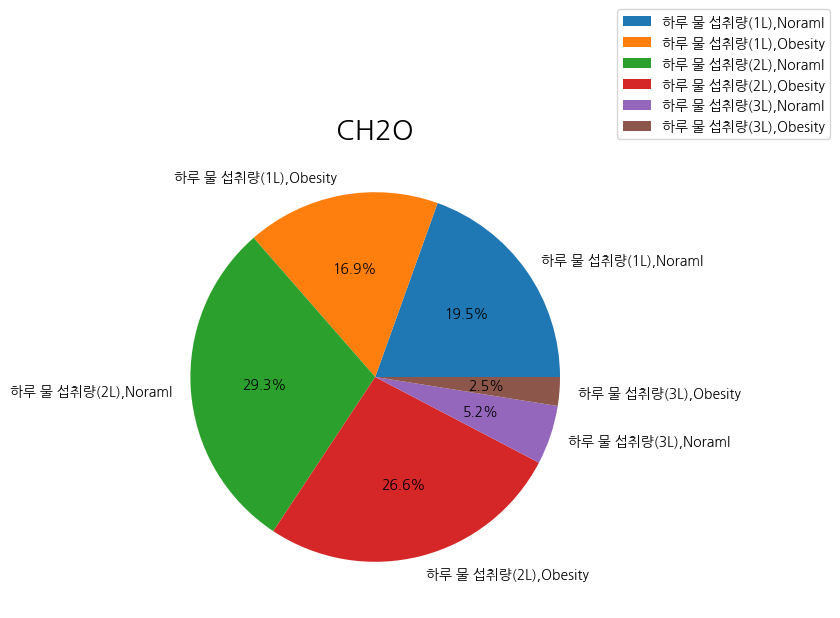 하루 물 섭취량(1L),Noraml
하루 물 섭취량(1L),Obesity
하루 물 섭취량(2L),Noraml
하루 물 섭취량(2L),Obesity
하루 물 섭취량(3L),Noraml
하루 물 섭취량(3L),Obesity
CH2O
하루 물 섭취량(1L),Obesity
하루 물 섭취량(1L),Noraml
16.9%
19.5%
29.3%
2.5%
하루 물 섭취량(2L),Noraml
하루 물 섭취량(3L),Obesity
5.2%
하루 물 섭취량(3L),Noraml
26.6%
하루 물 섭취량(2L),Obesity